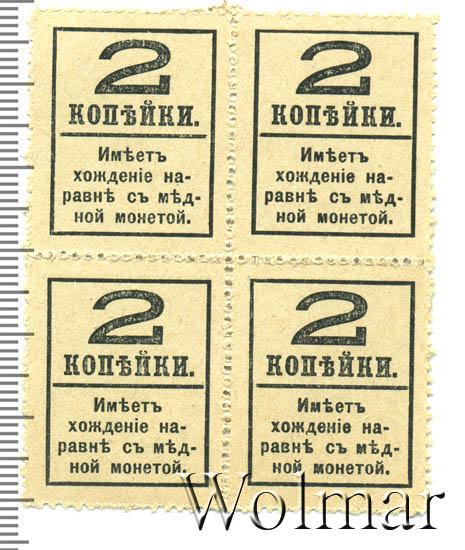 2
КОПѢЙКИ.
Имѣетъ
хожденіе на-
равнѣ съ мѣд-
ной монетой.
2
КОПѢЙКИ.
Имѣетъ
хожденіе на-
равнѣ съ мѣд-
ной монетой.
2
КОПѢЙКИ.
Имѣетъ
хожденіе на-
равнѣ съ мѣд-
ной монетой.
2
КОПѢЙКИ.
Имѣетъ
хожденіе на-
равнѣ съ мѣд-
ной монетой.
Wolmar